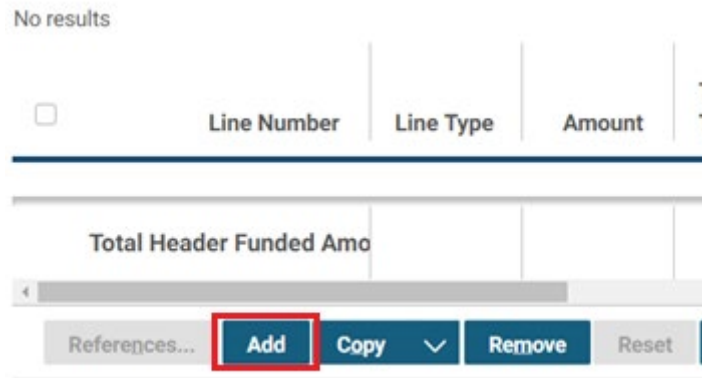 No results
Line Number Line Type Amount
Total Header Funded Amo
References... Add Copy Remove Reset